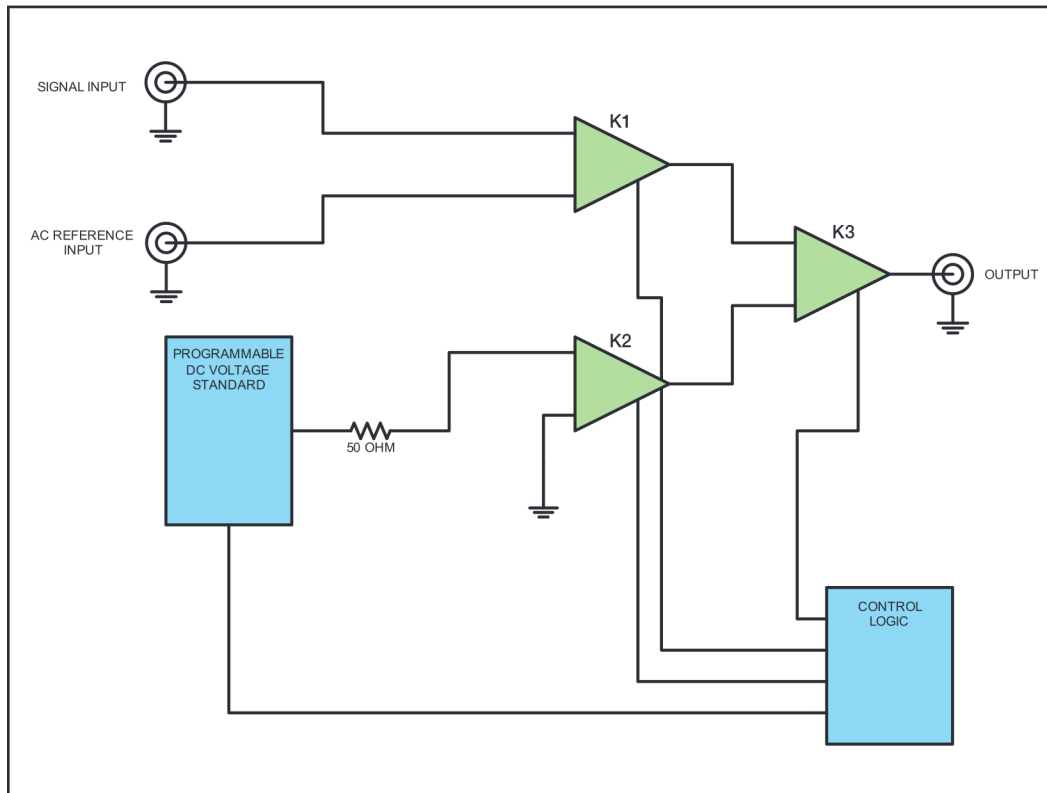 SIGNAL INPUT
K1
AC REFERENCE
INPUT
K3
OUTPUT
PROGRAMMABLE
DC VOLTAGE
STANDARD
K2
50 OHM
CONTROL
LOGIC